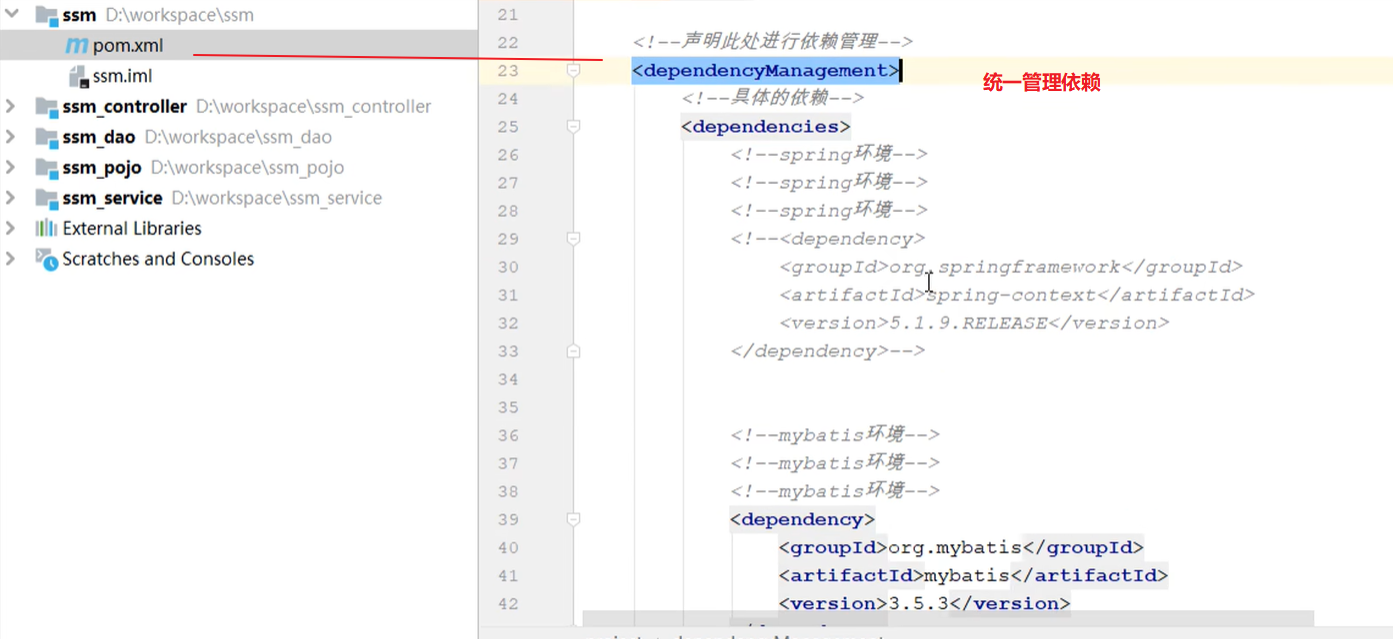 ssm D:\workspace\ssm
pom.xml
ssm.iml
ssm_controller D:\workspace\ssm_controller
ssm_dao D:\workspace\ssm_dao
ssm_pojo D:\workspace\ssm_pojo
ssm_service D:\workspace\ssm_service
External Libraries
Scratches and Consoles
21
22 <!--声明此处进行依赖管理-->
23 <dependencyManagement>
统一管理依赖
24 <!--具体的依赖-->
25 <dependencies>
26 <!--spring环境-->
27 <!--spring环境-->
28 <!--spring环境-->
29 <!--<dependency>
30 <groupId>org.springframework</groupId>
31 <artifactId>spring-context</artifactId>
32 <version>5.1.9.RELEASE</version>
33 </dependency>-->
34
35
36 <!--mybatis环境-->
37 <!--mybatis环境-->
38 <!--mybatis环境-->
39 <dependency>
40 <groupId>org.mybatis</groupId>
41 <artifactId>mybatis</artifactId>
42 <version>3.5.3</version>